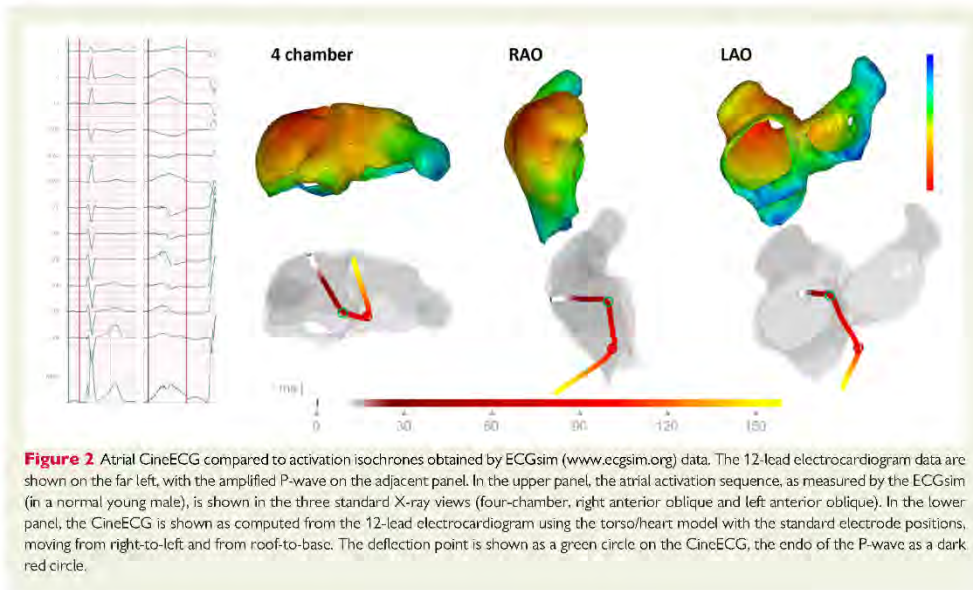 4 chamber
RAO
LAO
ms]
0
30
60
90
120
150
Figure 2 Atrial CineECG compared to activation isochrones obtained by ECGsim (www.ecgsim.org) data. The 12-lead electrocardiogram data are
shown on the far left, with the amplified P-wave on the adjacent panel. In the upper panel, the atrial activation sequence, as measured by the ECGsim
(in a normal young male), is shown in the three standard X-ray views (four-chamber, right anterior oblique and left anterior oblique). In the lower
panel, the CineECG is shown as computed from the 12-lead electrocardiogram using the torso/heart model with the standard electrode positions,
moving from right-to-left and from roof-to-base. The deflection point is shown as a green circle on the CineECG, the endo of the P-wave as a dark
red circle.